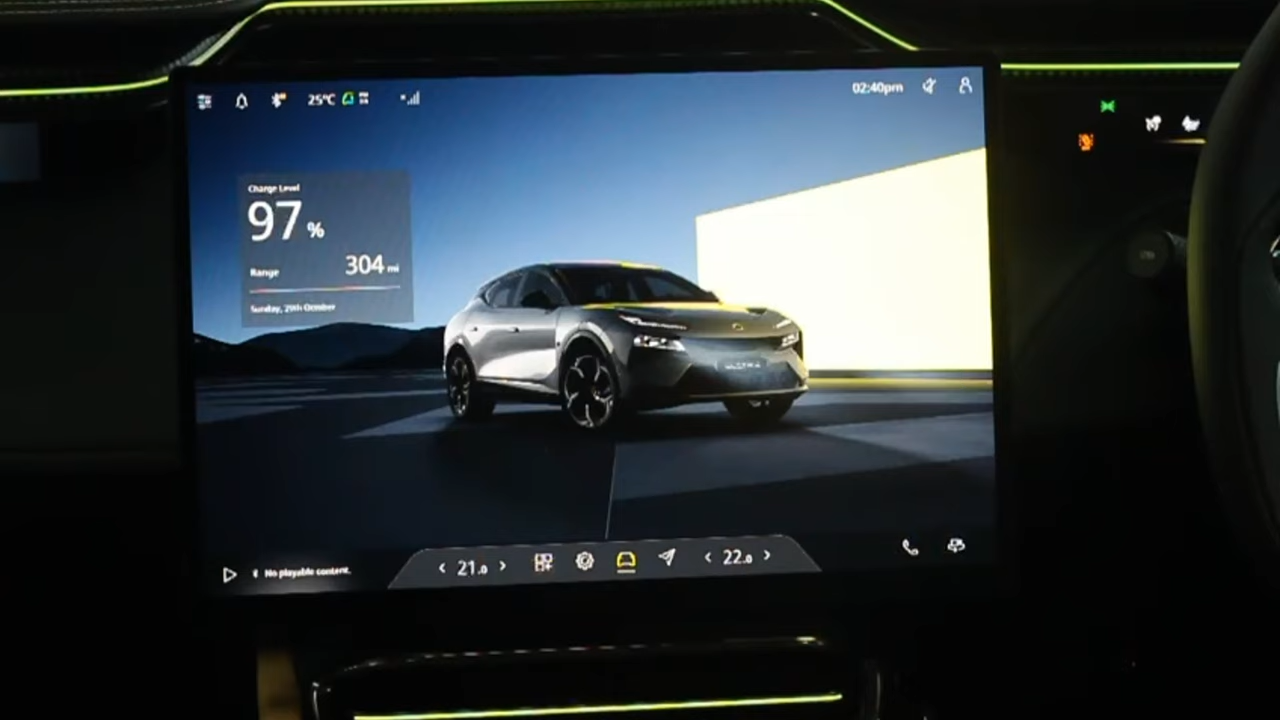 25°C
02:40pm
Charge Level
97 %
Range 304 mi
Sunday, 29th October
No playable content.
21.0
22.0